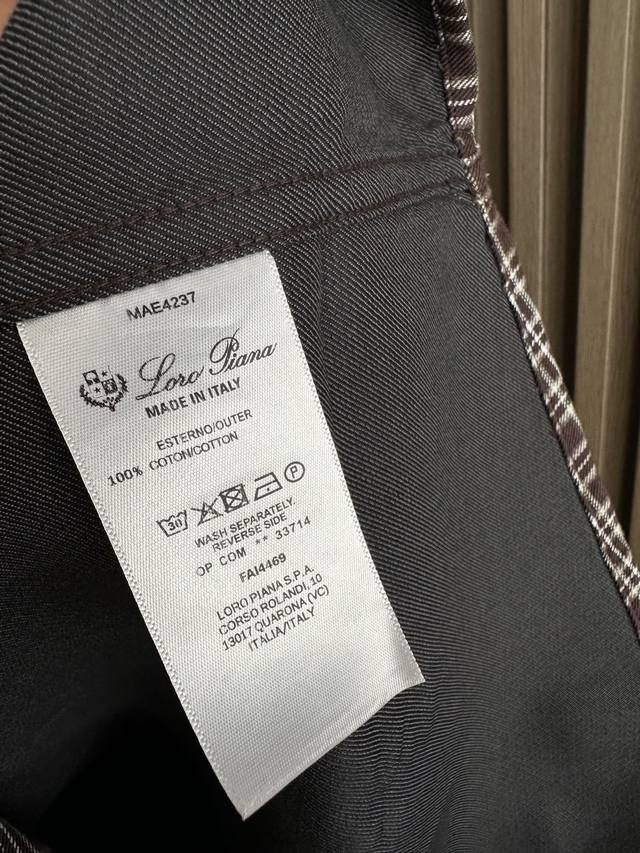 MAE4237
Loro Piana
MADE IN ITALY
ESTERNO/OUTER
100% COTON/COTTON
30
P
WASH SEPARATELY.
REVERSE SIDE
OP COM ** 33714
FAI4469
LORO PIANA S.P.A.
CORSO ROLANDI, 10
13017 QUARONA (VC)
ITALIA/ITALY